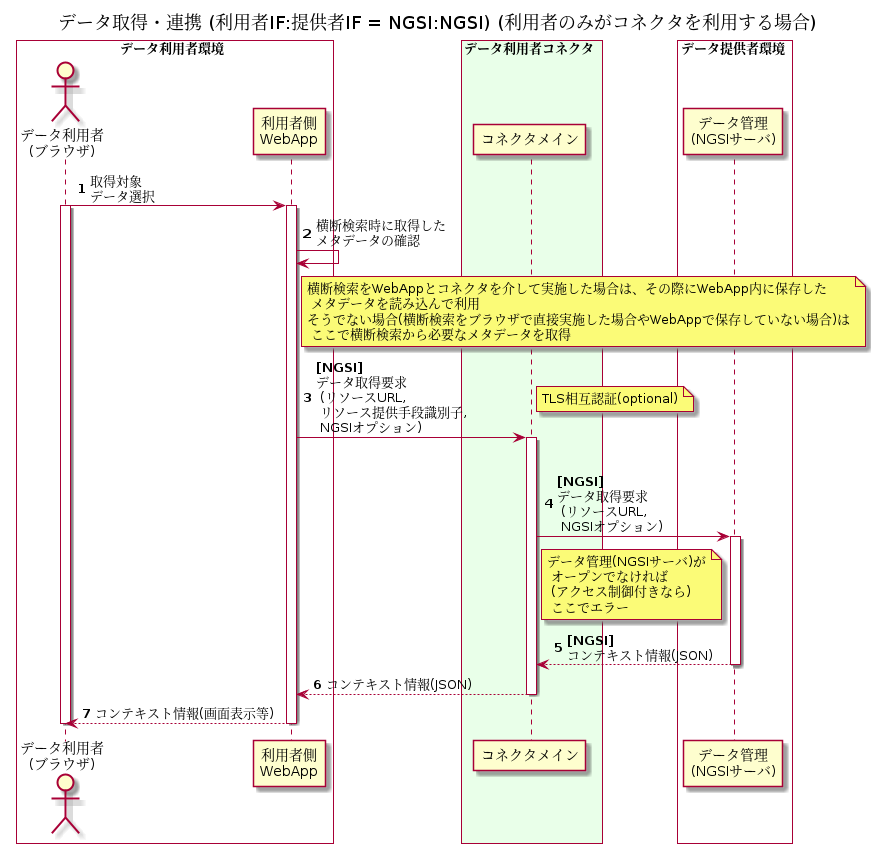 データ取得・連携 (利用者IF:提供者IF = NGSI:NGSI) (利用者のみがコネクタを利用する場合)
データ利用者環境
データ利用者コネクタ
データ提供者環境
データ利用者
(ブラウザ)
利用者側
WebApp
コネクタメイン
データ管理
(NGSIサーバ)
1 取得対象
データ選択
2 横断検索時に取得した
メタデータの確認
横断検索をWebAppとコネクタを介して実施した場合は、その際にWebApp内に保存した
メタデータを読み込んで利用
そうでない場合(横断検索をブラウザで直接実施した場合やWebAppで保存していない場合)は
ここで横断検索から必要なメタデータを取得
3 [NGSI]
データ取得要求
(リソースURL,
リソース提供手段識別子,
NGSIオプション)
TLS相互認証(optional)
4 [NGSI]
データ取得要求
(リソースURL,
NGSIオプション)
データ管理(NGSIサーバ)が
オープンでなければ
(アクセス制御付きなら)
ここでエラー
5 [NGSI]
コンテキスト情報(JSON)
6 コンテキスト情報(JSON)
7 コンテキスト情報(画面表示等)
データ利用者
(ブラウザ)
利用者側
WebApp
コネクタメイン
データ管理
(NGSIサーバ)